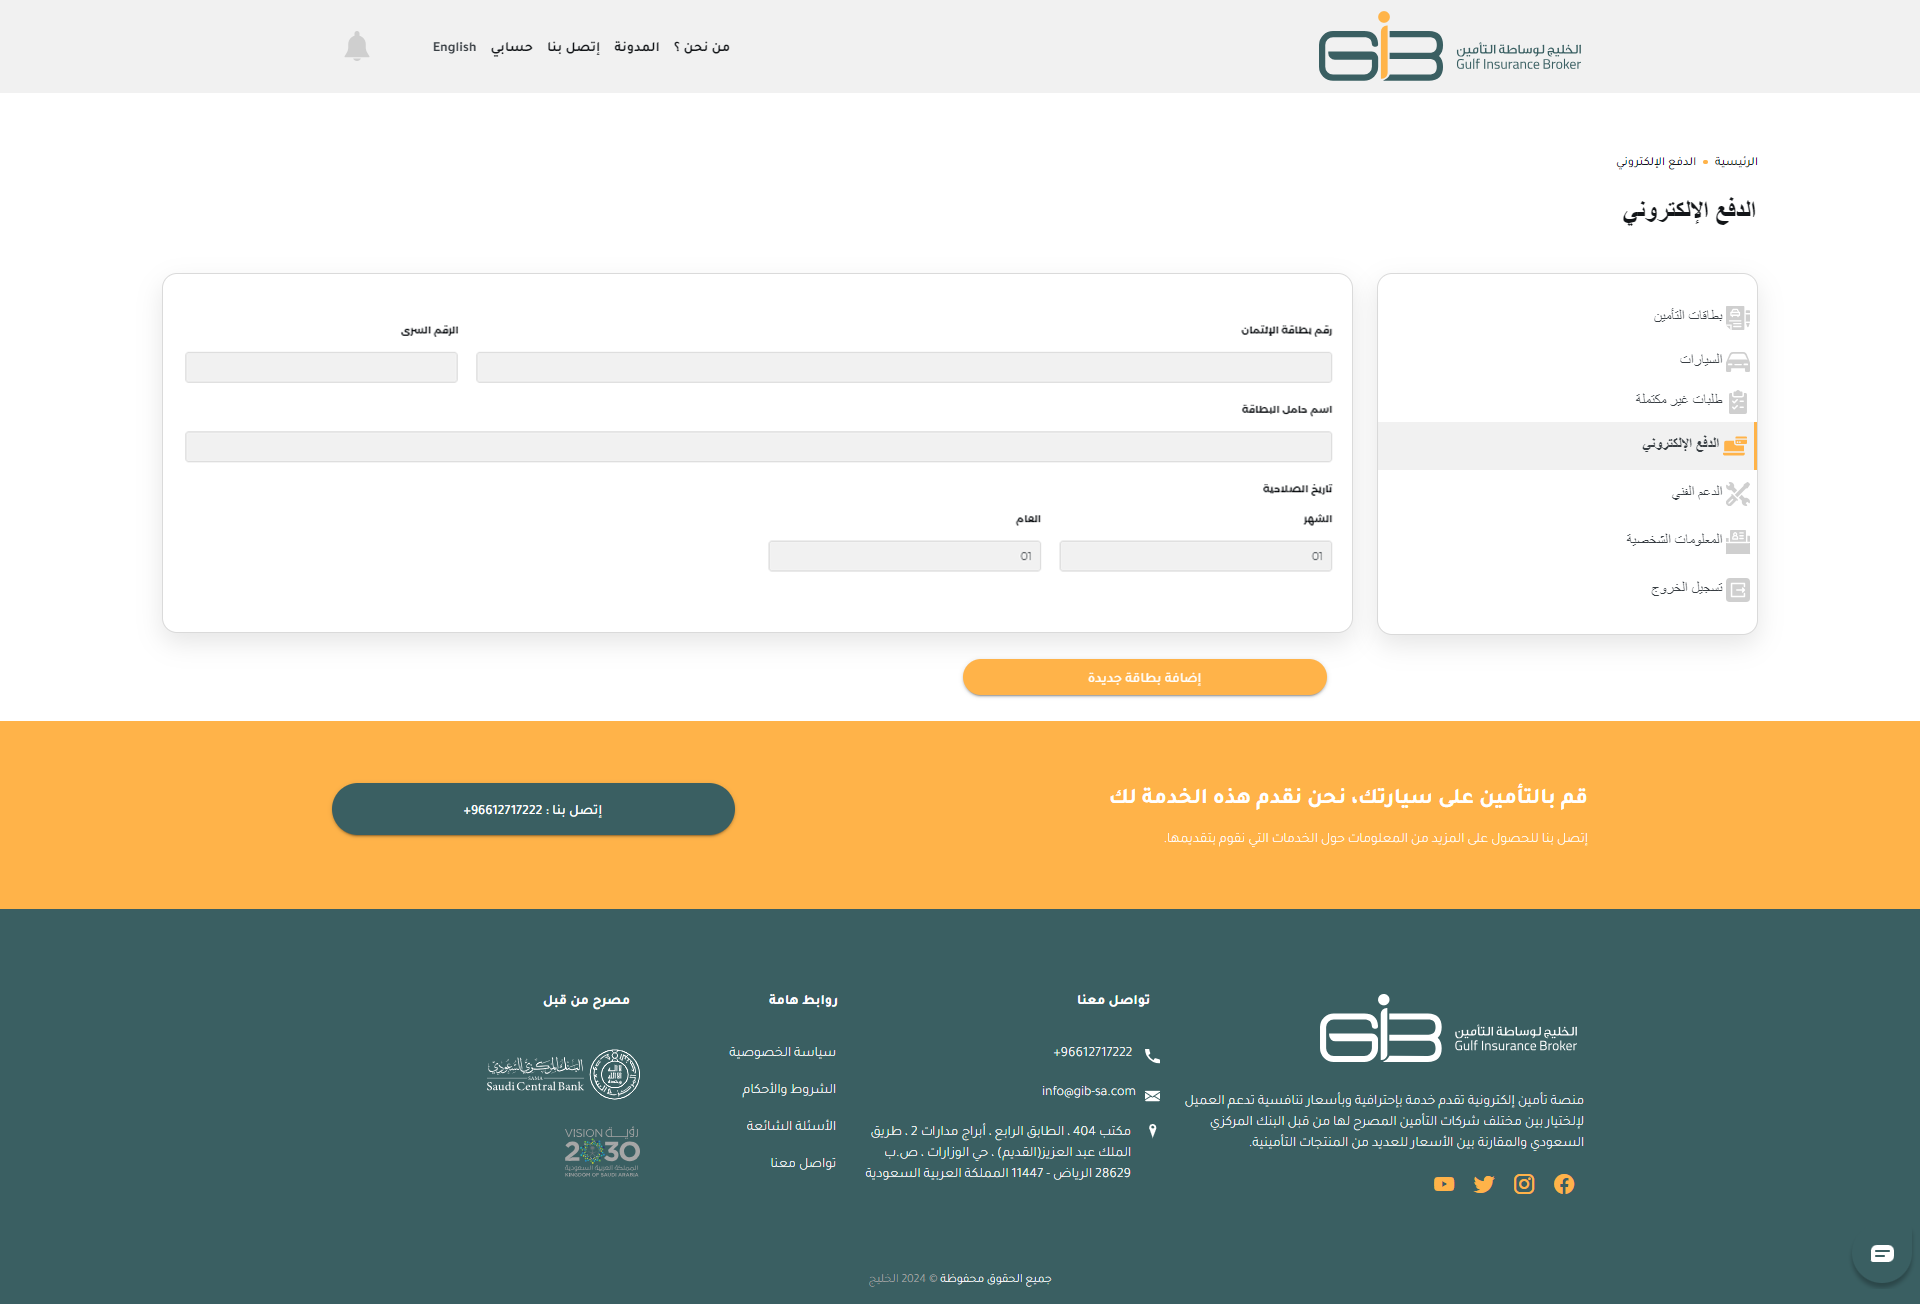 الخليج لوساطة التأمين
Gulf Insurance Broker
من نحن ؟
المدونة
إتصل بنا
حسابي
English
الرئيسية • الدفع الإلكتروني
الدفع الإلكتروني
بطاقات التأمين
السيارات
طلبات غير مكتملة
الدفع الإلكتروني
الدعم الفني
المعلومات الشخصية
تسجيل الخروج
رقم بطاقة الإلتمان
الرقم السرى
اسم حامل البطاقة
تاريخ الصلاحية
الشهر
العام
01
01
إضافة بطاقة جديدة
قم بالتأمين على سيارتك، نحن نقدم هذه الخدمة لك
إتصل بنا للحصول على المزيد من المعلومات حول الخدمات التي نقوم بتقديمها.
إتصل بنا : 96612717222+
GIB
الخليج لوساطة التأمين
Gulf Insurance Broker
منصة تأمين إلكترونية تقدم خدمة بإحترافية وبأسعار تنافسية تدعم العميل
لإختيار بين مختلف شركات التأمين المصرح لها من قبل البنك المركزي
السعودي والمقارنة بين الأسعار للعديد من المنتجات التأمينية.
تواصل معنا
96612717222+
info@gib-sa.com
مكتب 404 ، الطابق الرابع ، أبراج مدارات 2 ، طريق
الملك عبد العزيز(القديم) ، حي الوزارات ، ص.ب
28629 الرياض - 11447 المملكة العربية السعودية
روابط هامة
سياسة الخصوصية
الشروط والأحكام
الأسئلة الشائعة
تواصل معنا
مصرح من قبل
البنك المركزي السعودي
SAMA
Saudi Central Bank
VISION رؤيـة
2030
المملكة العربية السعودية
KINGDOM OF SAUDI ARABIA
جميع الحقوق محفوظة © 2024 الخليج